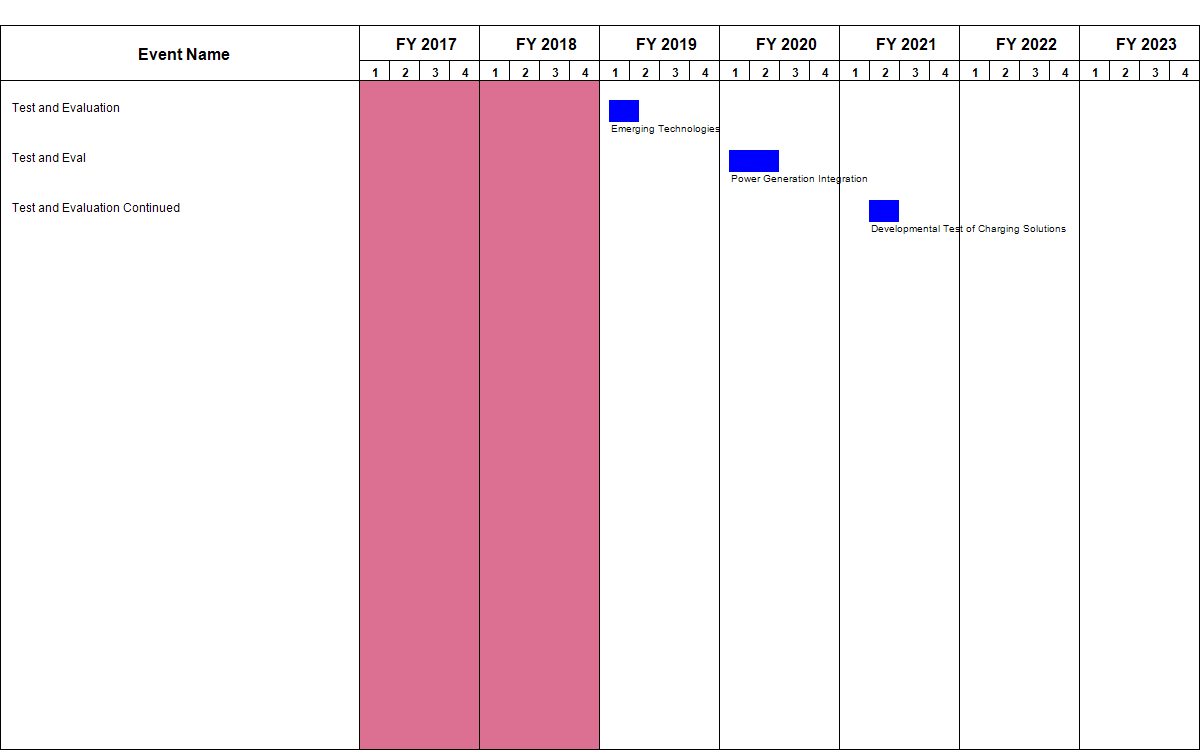 Event Name FY 2017 FY 2018 FY 2019 FY 2020 FY 2021 FY 2022 FY 2023
1 2 3 4 1 2 3 4 1 2 3 4 1 2 3 4 1 2 3 4 1 2 3 4 1 2 3 4
Test and Evaluation
Emerging Technologies
Test and Eval
Power Generation Integration
Test and Evaluation Continued
Developmental Test of Charging Solutions